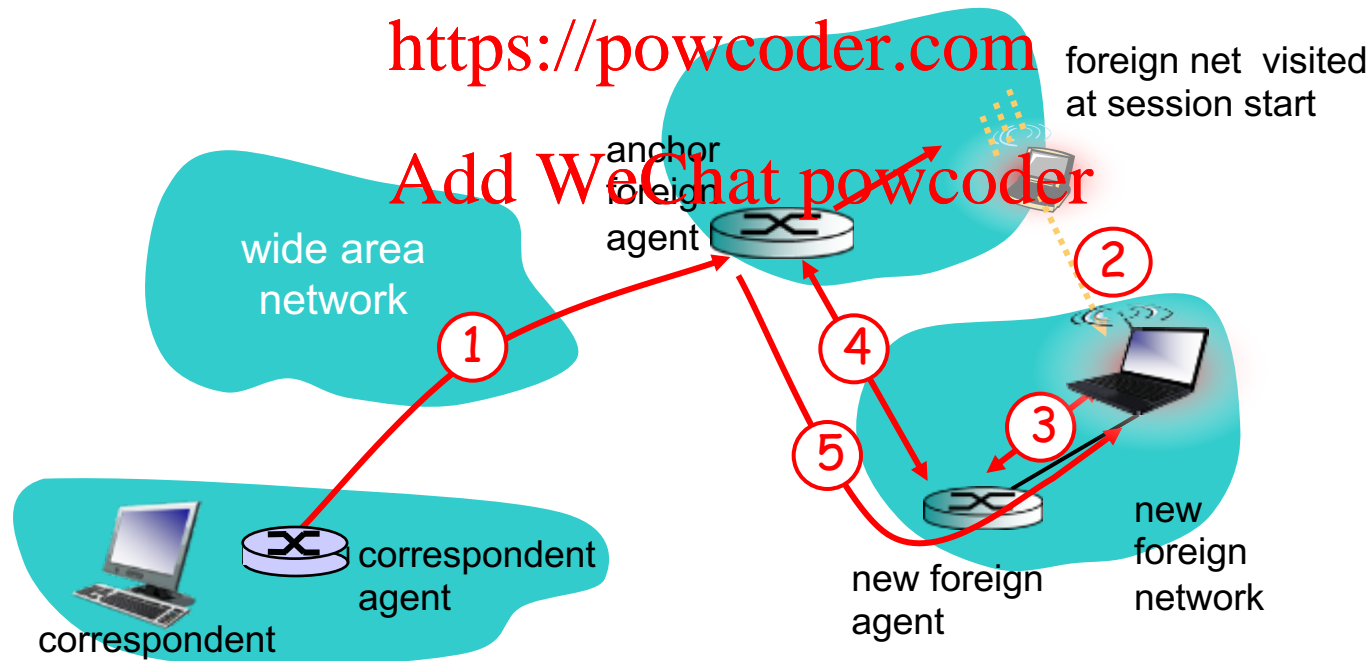 https://powcoder.com
foreign net visited
at session start
anchor
foreign
agent
Add WeChat powcoder
wide area
network
2
1
4
3
5
correspondent
agent
correspondent
new foreign
agent
new
foreign
network